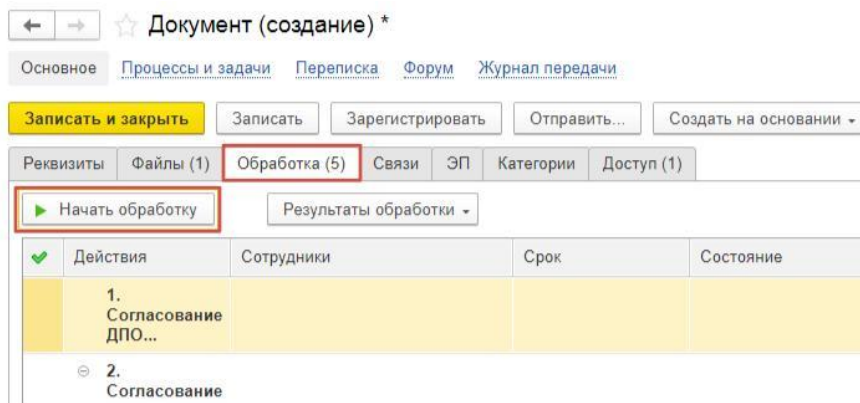 Документ (создание) *
Основное Процессы и задачи Переписка Форум Журнал передачи
Записать и закрыть Записать Зарегистрировать Отправить... Создать на основании
Реквизиты Файлы (1) Обработка (5) Связи ЭП Категории Доступ (1)
Начать обработку Результаты обработки
Действия Сотрудники Срок Состояние
1.
Согласование
ДПО...
2.
Согласование